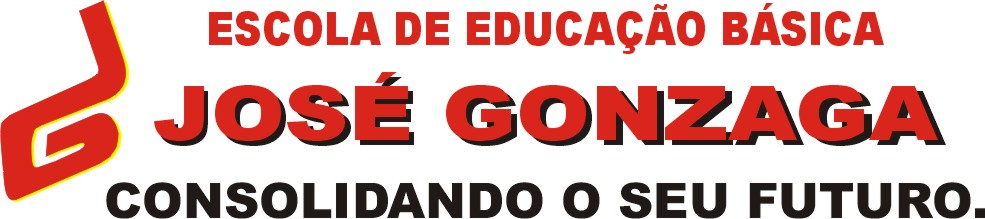 ESCOLA DE EDUCAÇÃO BÁSICA
JOSÉ GONZAGA
CONSOLIDANDO O SEU FUTURO.